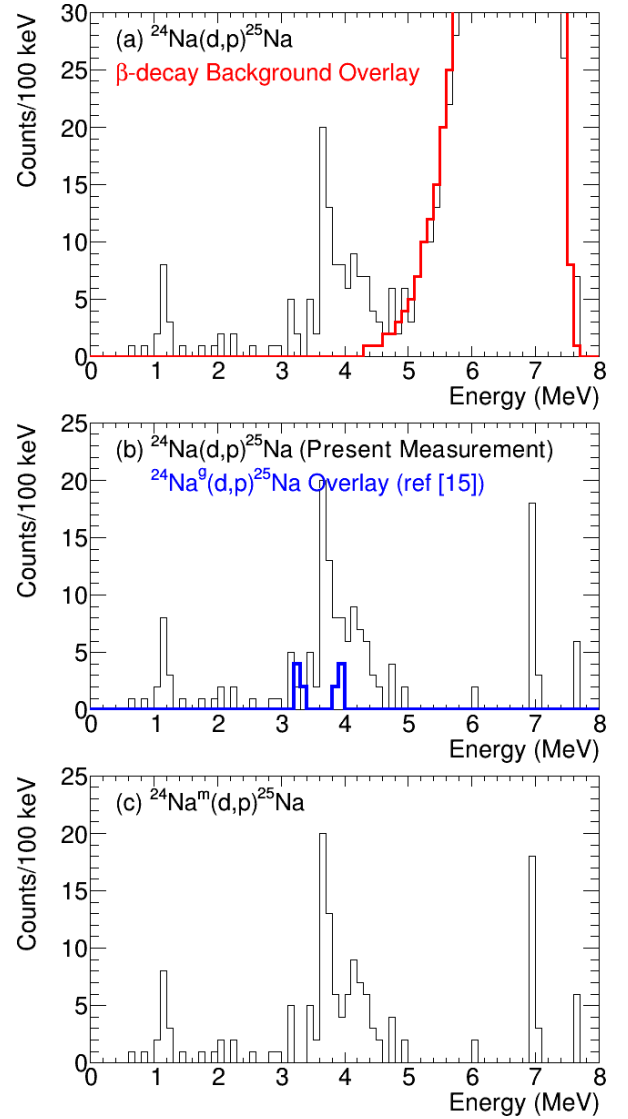 Counts/100 keV
30
25
20
15
10
5
0
(a) ²⁴Na(d,p)²⁵Na
β-decay Background Overlay
0 1 2 3 4 5 6 7 8
Energy (MeV)
Counts/100 keV
25
20
15
10
5
0
(b) ²⁴Na(d,p)²⁵Na (Present Measurement)
²⁴Naᵍ(d,p)²⁵Na Overlay (ref [15])
0 1 2 3 4 5 6 7 8
Energy (MeV)
Counts/100 keV
25
20
15
10
5
0
(c) ²⁴Naᵐ(d,p)²⁵Na
0 1 2 3 4 5 6 7 8
Energy (MeV)